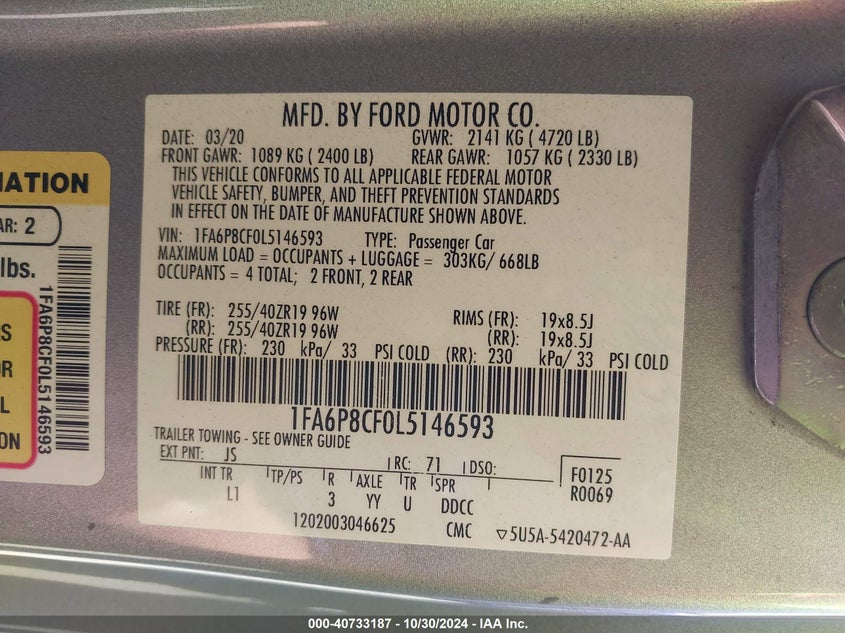 MFD. BY FORD MOTOR CO.
DATE: 03/20 GVWR: 2141 KG ( 4720 LB)
FRONT GAWR: 1089 KG ( 2400 LB) REAR GAWR: 1057 KG ( 2330 LB)
THIS VEHICLE CONFORMS TO ALL APPLICABLE FEDERAL MOTOR
VEHICLE SAFETY, BUMPER, AND THEFT PREVENTION STANDARDS
IN EFFECT ON THE DATE OF MANUFACTURE SHOWN ABOVE.
VIN: 1FA6P8CF0L5146593 TYPE: Passenger Car
MAXIMUM LOAD = OCCUPANTS + LUGGAGE = 303KG/ 668LB
OCCUPANTS = 4 TOTAL; 2 FRONT, 2 REAR
TIRE (FR): 255/40ZR19 96W RIMS (FR): 19x8.5J
(RR): 255/40ZR19 96W (RR): 19x8.5J
PRESSURE (FR): 230 kPa/ 33 PSI COLD (RR): 230 kPa/ 33 PSI COLD
1FA6P8CF0L5146593
TRAILER TOWING - SEE OWNER GUIDE
EXT PNT: JS RC: 71 DSO: F0125
INT TR TP/PS R AXLE TR SPR R0069
L1 3 YY U DDCC
1202003046625 CMC ▽5U5A-5420472-AA
MATION
AR: 2
lbs.
1FA6P8CF0L5146593
RS
OR
L
ON
000-40733187 - 10/30/2024 - IAA Inc.